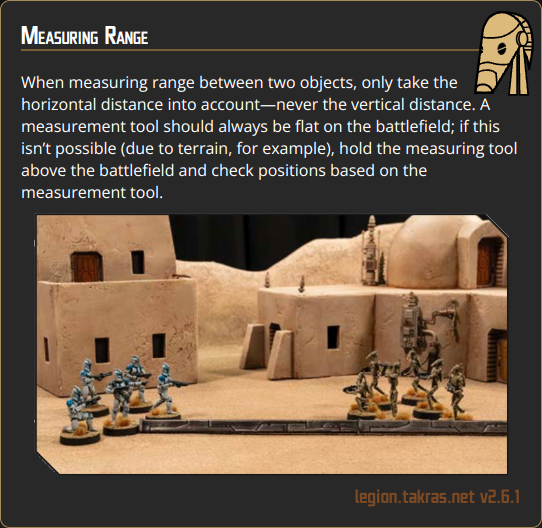 Measuring Range
When measuring range between two objects, only take the
horizontal distance into account—never the vertical distance. A
measurement tool should always be flat on the battlefield; if this
isn't possible (due to terrain, for example), hold the measuring tool
above the battlefield and check positions based on the
measurement tool.
legion.takras.net v2.6.1